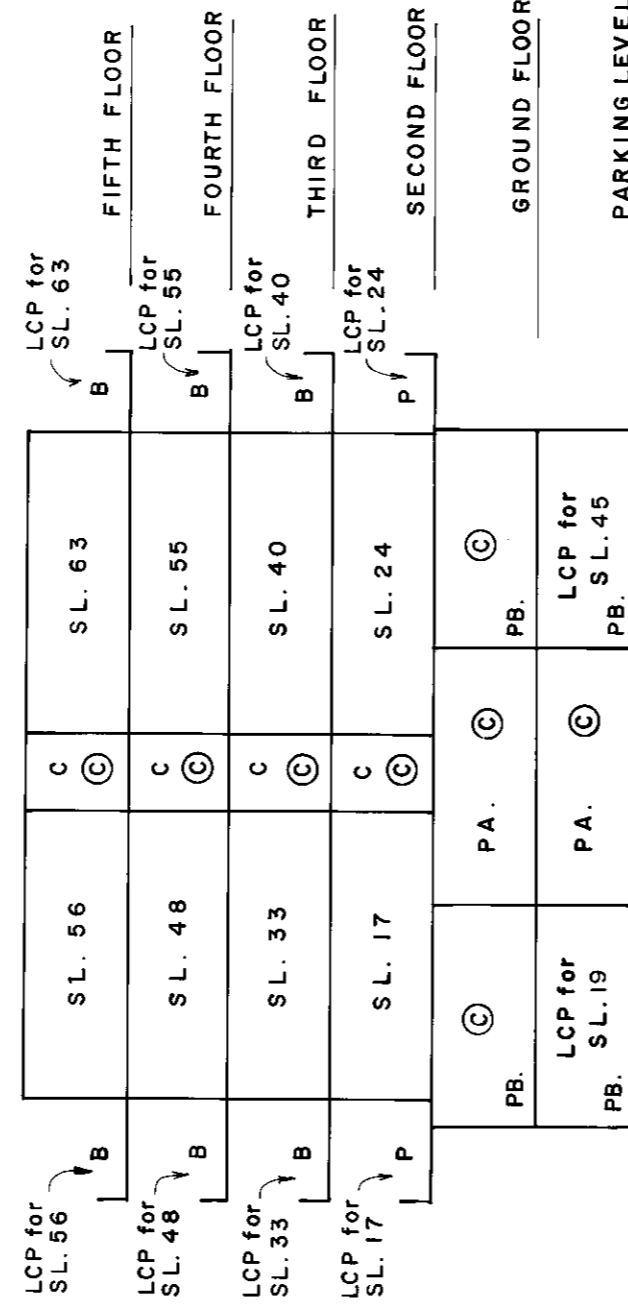 LCP for
SL. 56
B
SL. 56
C
Ⓒ
SL. 63
B
LCP for
SL. 63
FIFTH FLOOR
LCP for
SL. 48
B
SL. 48
C
Ⓒ
SL. 55
B
LCP for
SL. 55
FOURTH FLOOR
LCP for
SL. 33
B
SL. 33
C
Ⓒ
SL. 40
B
LCP for
SL. 40
THIRD FLOOR
LCP for
SL. 17
P
SL. 17
C
Ⓒ
SL. 24
P
LCP for
SL. 24
SECOND FLOOR
PB.
Ⓒ
PA.
Ⓒ
PB.
Ⓒ
GROUND FLOOR
PB.
LCP for
SL. 19
PA.
Ⓒ
PB.
LCP for
SL. 45
PARKING LEVEL